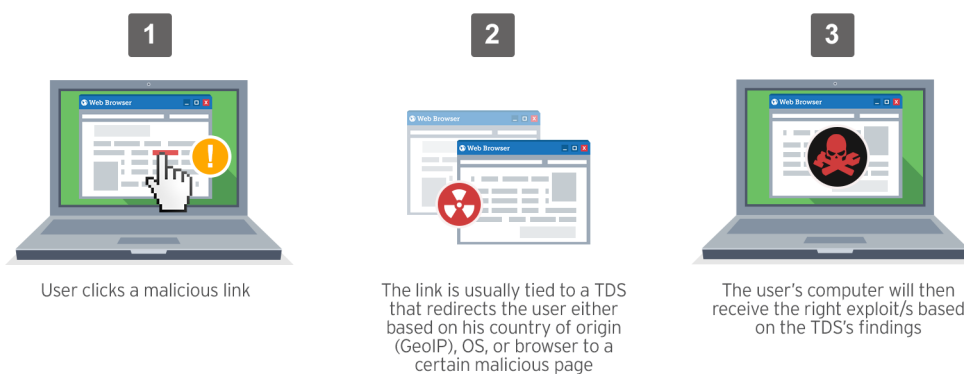 1
2
3
Web Browser
Web Browser
Web Browser
Web Browser
!
User clicks a malicious link
The link is usually tied to a TDS
that redirects the user either
based on his country of origin
(GeoIP), OS, or browser to a
certain malicious page
The user's computer will then
receive the right exploit/s based
on the TDS's findings